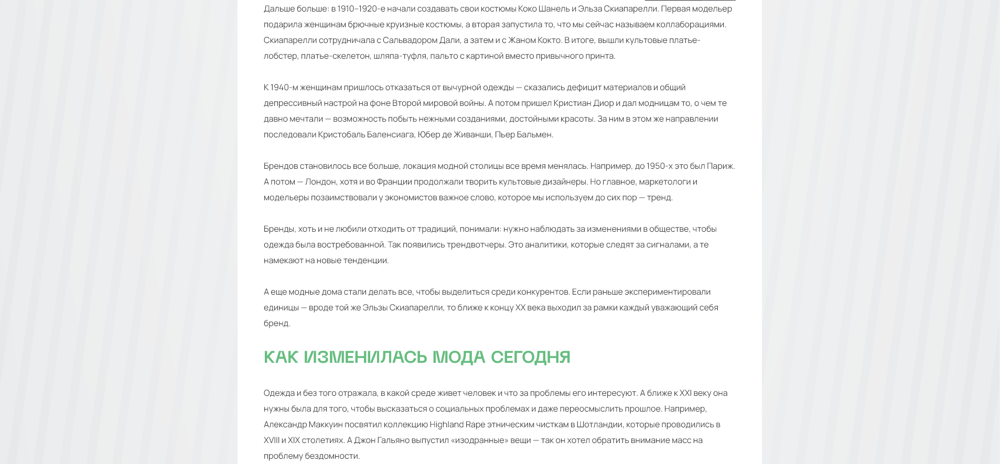 Дальше больше: в 1910–1920-е начали создавать свои костюмы Коко Шанель и Эльза Скиапарелли. Первая модельер
подарила женщинам брючные круизные костюмы, а вторая запустила то, что мы сейчас называем коллаборациями.
Скиапарелли сотрудничала с Сальвадором Дали, а затем и с Жаном Кокто. В итоге, вышли культовые платье-
лобстер, платье-скелетон, шляпа-туфля, пальто с картиной вместо привычного принта.
К 1940-м женщинам пришлось отказаться от вычурной одежды — сказались дефицит материалов и общий
депрессивный настрой на фоне Второй мировой войны. А потом пришел Кристиан Диор и дал модницам то, о чем те
давно мечтали — возможность побыть нежными созданиями, достойными красоты. За ним в этом же направлении
последовали Кристобаль Баленсиага, Юбер де Живанши, Пьер Бальмен.
Брендов становилось все больше, локация модной столицы все время менялась. Например, до 1950-х это был Париж.
А потом — Лондон, хотя и во Франции продолжали творить культовые дизайнеры. Но главное, маркетологи и
модельеры позаимствовали у экономистов важное слово, которое мы используем до сих пор — тренд.
Бренды, хоть и не любили отходить от традиций, понимали: нужно наблюдать за изменениями в обществе, чтобы
одежда была востребованной. Так появились трендвотчеры. Это аналитики, которые следят за сигналами, а те
намекают на новые тенденции.
А еще модные дома стали делать все, чтобы выделиться среди конкурентов. Если раньше экспериментировали
единицы — вроде той же Эльзы Скиапарелли, то ближе к концу XX века выходил за рамки каждый уважающий себя
бренд.
КАК ИЗМЕНИЛАСЬ МОДА СЕГОДНЯ
Одежда и без того отражала, в какой среде живет человек и что за проблемы его интересуют. А ближе к XXI веку она
нужны была для того, чтобы высказаться о социальных проблемах и даже переосмыслить прошлое. Например,
Александр Маккуин посвятил коллекцию Highland Rape этническим чисткам в Шотландии, которые проводились в
XVIII и XIX столетиях. А Джон Гальяно выпустил «изодранные» вещи — так он хотел обратить внимание масс на
проблему бездомности.